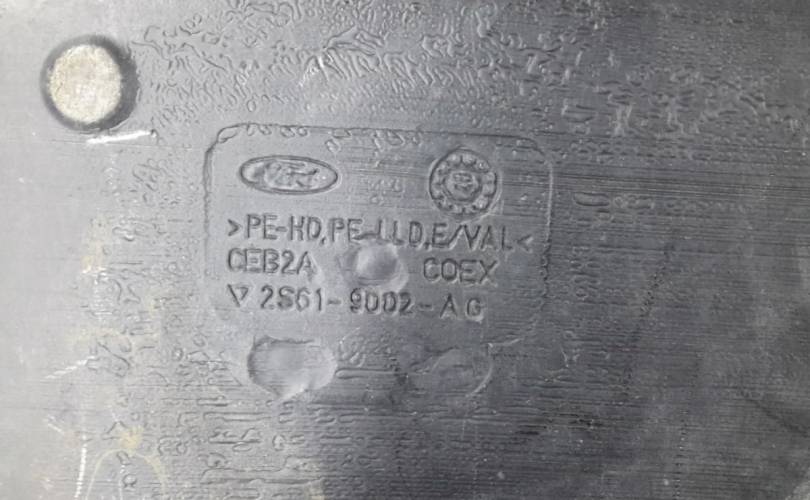 Ford
>PE-HD,PE-LLD,E/VAL<
CEB2A COEX
2S61-9002-AG